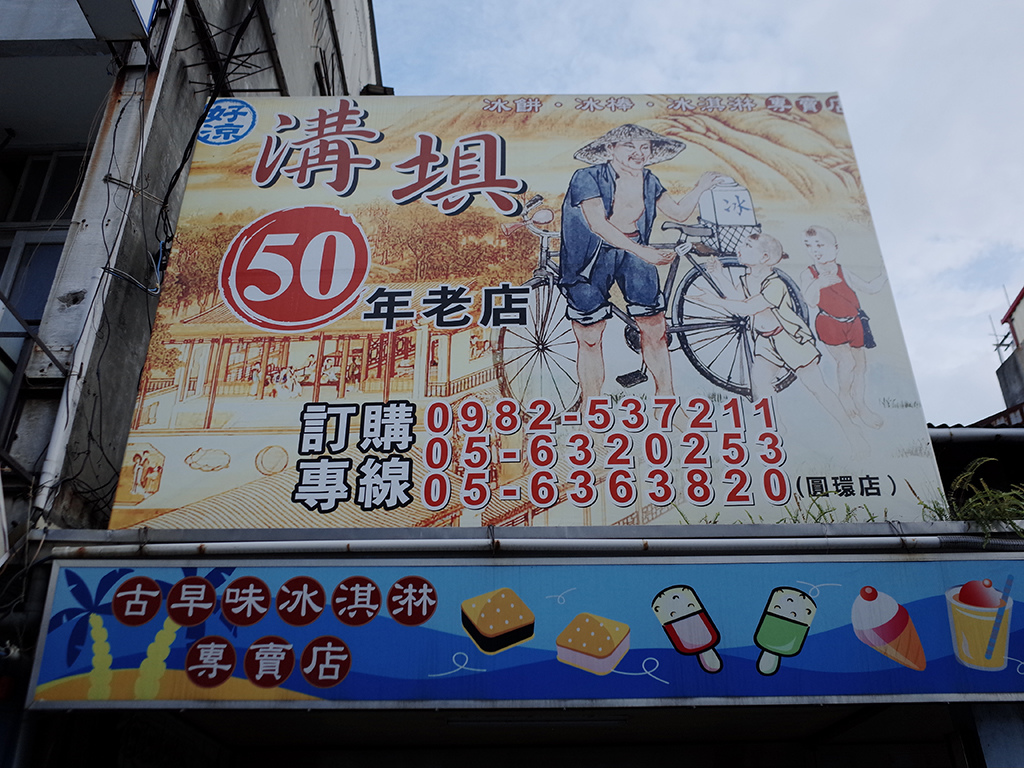 好
涼
冰餅·冰棒·冰淇淋專賣店
溝埧
50
年老店
冰
訂購
專線
0982-537211
05-6320253
05-6363820(圓環店)
古早味冰淇淋
專賣店